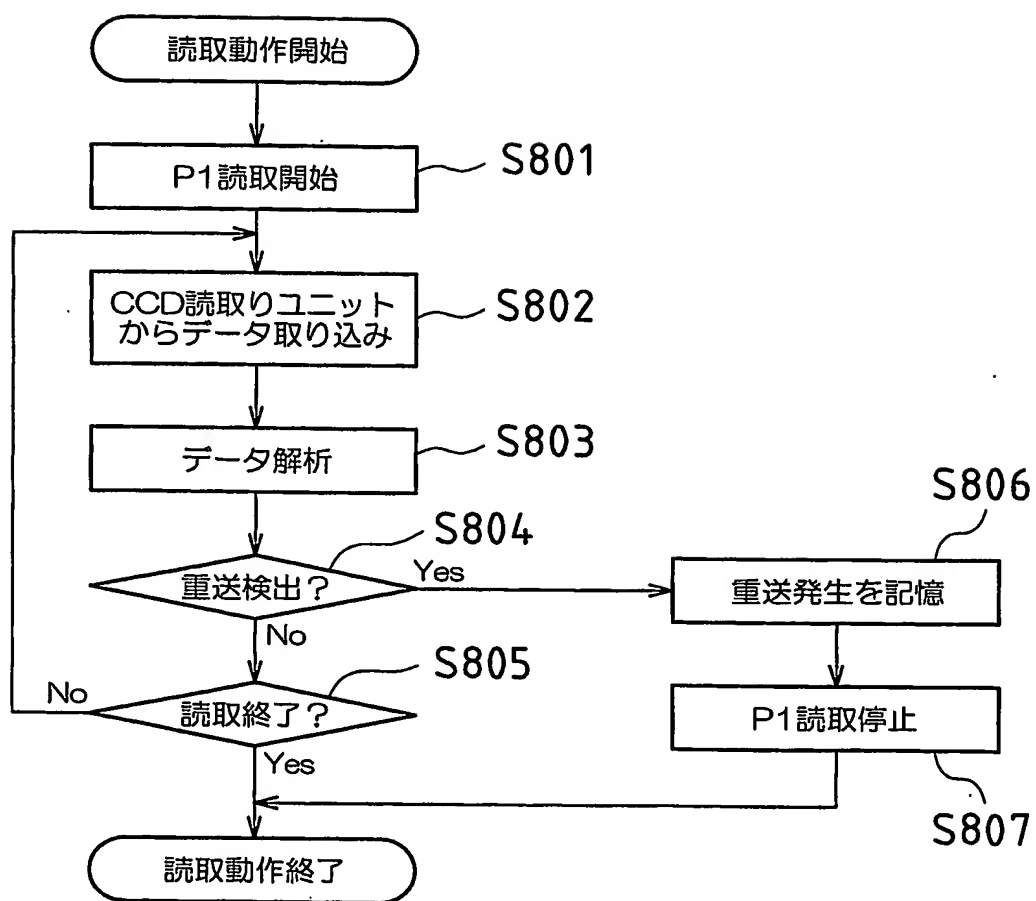 読取動作開始
P1読取開始
S801
CCD読取りユニット
からデータ取り込み
S802
データ解析
S803
重送検出?
S804
Yes
No
重送発生を記憶
S806
読取終了?
S805
No
Yes
P1読取停止
S807
読取動作終了